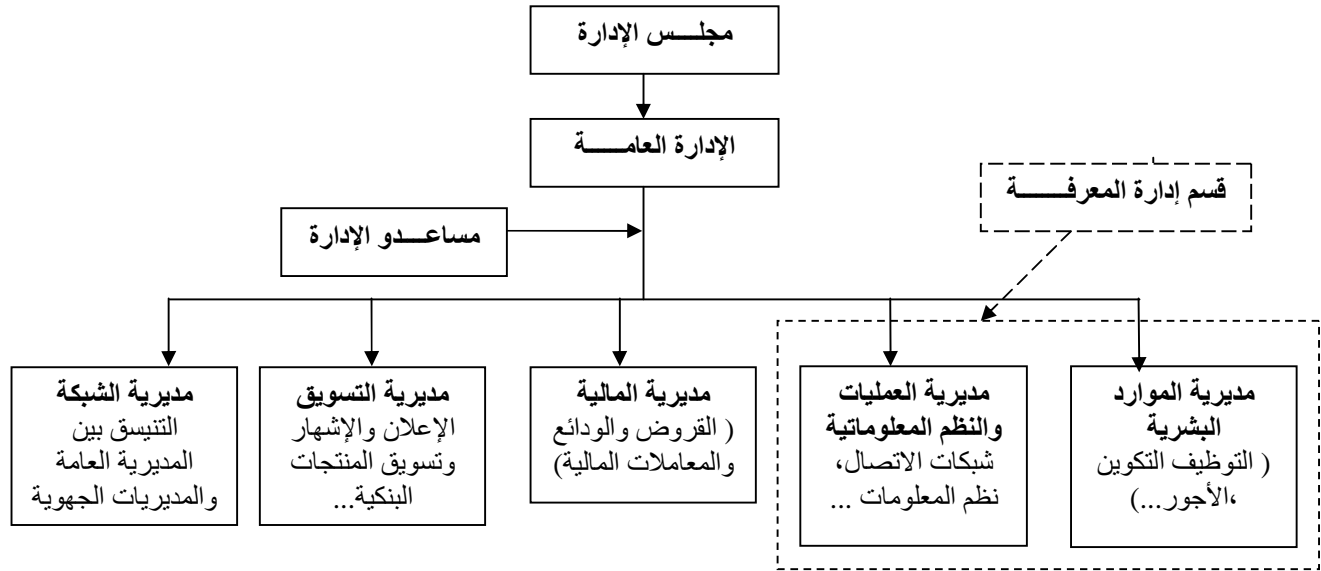 مجلـــس الإدارة
الإدارة العامـــــة
قسم إدارة المعرفـــــة
مساعـــدو الإدارة
مديرية الموارد
البشرية
( التوظيف التكوين
،الأجور...)
مديرية العمليات
والنظم المعلوماتية
شبكات الاتصال،
نظم المعلومات ...
مديرية المالية
( القروض والودائع
والمعاملات المالية)
مديرية التسويق
الإعلان والإشهار
وتسويق المنتجات
البنكية...
مديرية الشبكة
التنيسق بين
المديرية العامة
والمديريات الجهوية